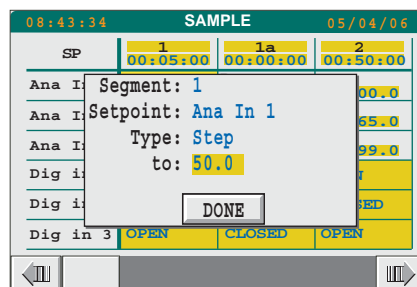 08:43:34 SAMPLE 05/04/06
SP 1 1a 2
00:05:00 00:00:00 00:50:00
Segment: 1
Setpoint: Ana In 1
Type: Step
to: 50.0
DONE
Ana I 00.0
Ana I 65.0
Ana I 99.0
Dig i
Dig i SED
Dig in 3 OPEN CLOSED OPEN